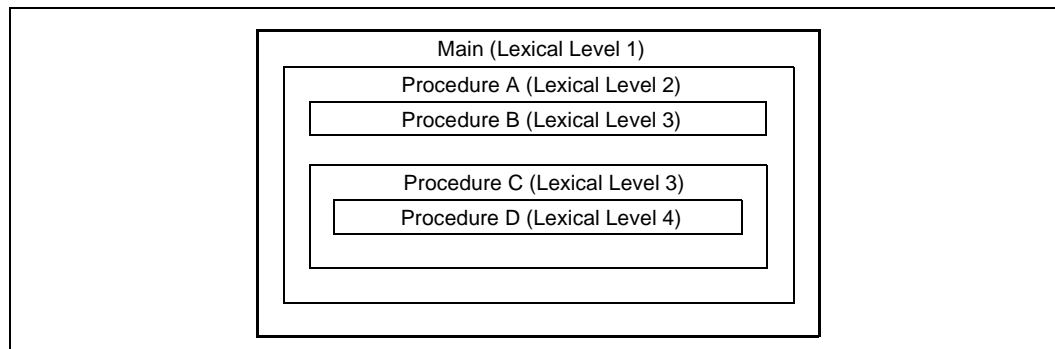 Main (Lexical Level 1)
Procedure A (Lexical Level 2)
Procedure B (Lexical Level 3)
Procedure C (Lexical Level 3)
Procedure D (Lexical Level 4)